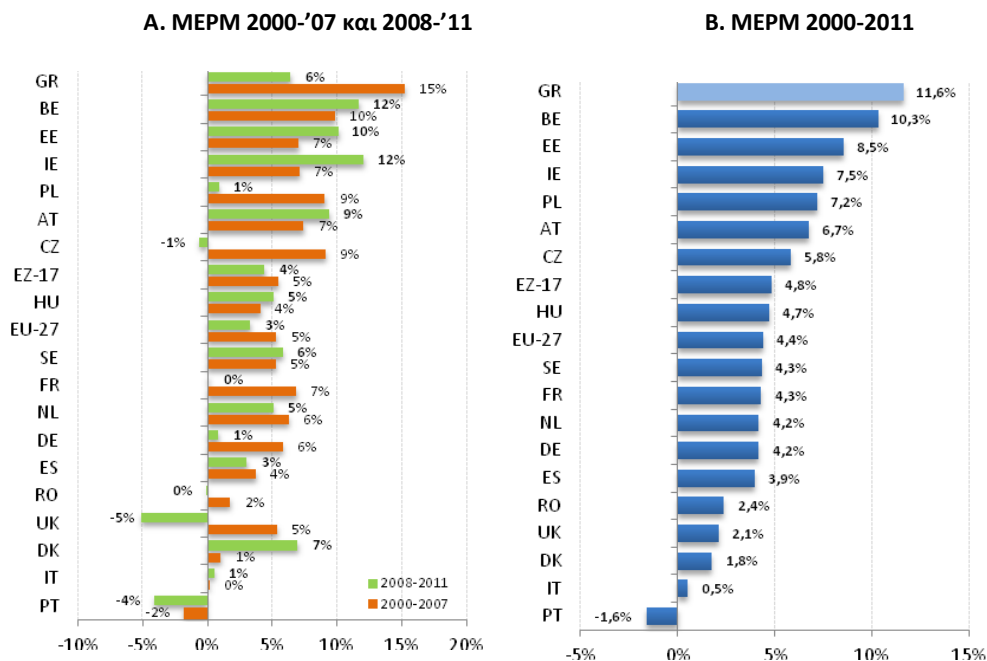 Α. ΜΕΡΜ 2000-’07 και 2008-’11
GR 6% 15%
BE 12% 10%
EE 10% 7%
IE 12% 7%
PL 1% 9%
AT 9% 7%
CZ -1% 9%
EZ-17 4% 5%
HU 5% 4%
EU-27 3% 5%
SE 6% 5%
FR 0% 7%
NL 5% 6%
DE 1% 6%
ES 3% 4%
RO 0% 2%
UK -5% 5%
DK 7% 1%
IT 1% 0%
PT -4% -2%
2008-2011
2000-2007
-10% -5% 0% 5% 10% 15% 20%
Β. ΜΕΡΜ 2000-2011
GR 11,6%
BE 10,3%
EE 8,5%
IE 7,5%
PL 7,2%
AT 6,7%
CZ 5,8%
EZ-17 4,8%
HU 4,7%
EU-27 4,4%
SE 4,3%
FR 4,3%
NL 4,2%
DE 4,2%
ES 3,9%
RO 2,4%
UK 2,1%
DK 1,8%
IT 0,5%
PT -1,6%
-5% 0% 5% 10% 15%